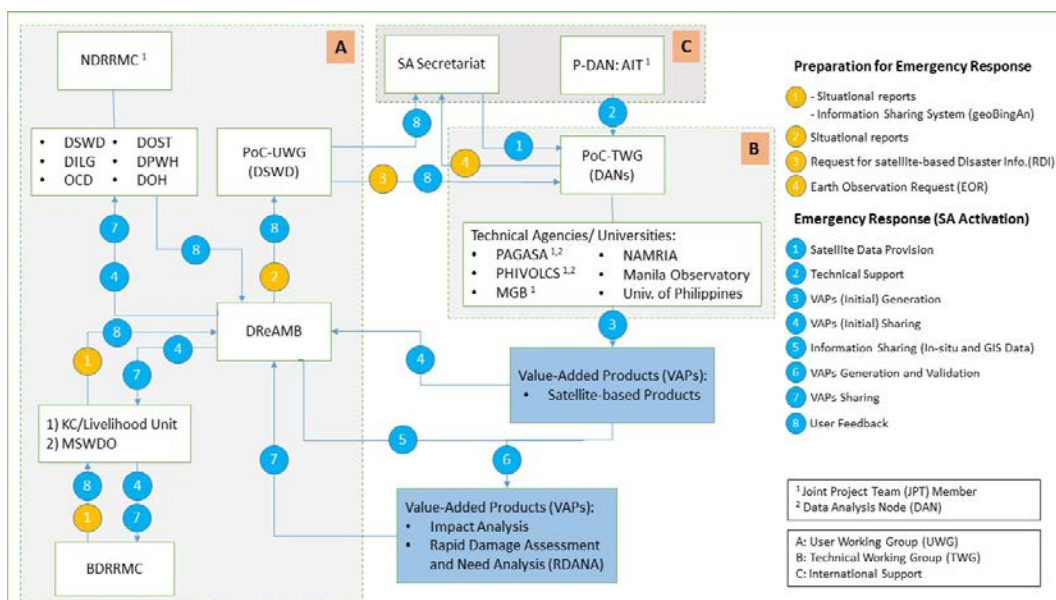 A
NDRRMC 1
• DSWD • DOST
• DILG • DPWH
• OCD • DOH
PoC-UWG
(DSWD)
7
8
8
4
2
DReAMB
8
1
4
7
1) KC/Livelihood Unit
2) MSWDO
8
4
1
7
BDRRMC
C
SA Secretariat
P-DAN: AIT 1
8
2
1
4
3
8
B
PoC-TWG
(DANs)
Technical Agencies/ Universities:
• PAGASA 1,2 • NAMRIA
• PHIVOLCS 1,2 • Manila Observatory
• MGB 1 • Univ. of Philippines
3
4
Value-Added Products (VAPs):
• Satellite-based Products
5
6
7
Value-Added Products (VAPs):
• Impact Analysis
• Rapid Damage Assessment
and Need Analysis (RDANA)
Preparation for Emergency Response
1 - Situational reports
- Information Sharing System (geoBingAn)
2 Situational reports
3 Request for satellite-based Disaster Info.(RDI)
4 Earth Observation Request (EOR)
Emergency Response (SA Activation)
1 Satellite Data Provision
2 Technical Support
3 VAPs (Initial) Generation
4 VAPs (Initial) Sharing
5 Information Sharing (In-situ and GIS Data)
6 VAPs Generation and Validation
7 VAPs Sharing
8 User Feedback
1 Joint Project Team (JPT) Member
2 Data Analysis Node (DAN)
A: User Working Group (UWG)
B: Technical Working Group (TWG)
C: International Support